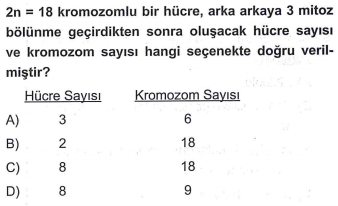 2n = 18 kromozomlu bir hücre, arka arkaya 3 mitoz
bölünme geçirdikten sonra oluşacak hücre sayısı
ve kromozom sayısı hangi seçenekte doğru veril-
miştir?
Hücre Sayısı Kromozom Sayısı
A) 3 6
B) 2 18
C) 8 18
D) 8 9